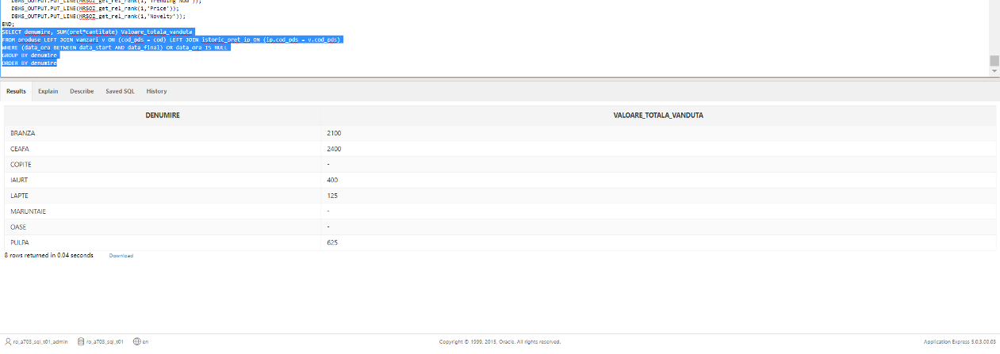 DBMS_OUTPUT.PUT_LINE(MRSOZ_get_rel_rank(1,'Trending Now'));
DBMS_OUTPUT.PUT_LINE(MRSOZ_get_rel_rank(1,'Price'));
DBMS_OUTPUT.PUT_LINE(MRSOZ_get_rel_rank(1,'Novelty'));
END;
SELECT denumire, SUM(pret*cantitate) Valoare_totala_vanduta
FROM produse LEFT JOIN vanzari v ON (cod_pds = cod) LEFT JOIN istoric_pret ip ON (ip.cod_pds = v.cod_pds)
WHERE (data_ora BETWEEN data_start AND data_final) OR data_ora IS NULL
GROUP BY denumire
ORDER BY denumire
Results Explain Describe Saved SQL History
DENUMIRE VALOARE_TOTALA_VANDUTA
BRANZA 2100
CEAFA 2400
COPITE -
IAURT 400
LAPTE 125
MARUNTAIE -
OASE -
PULPA 625
8 rows returned in 0.04 seconds Download
ro_a703_sql_t01_admin ro_a703_sql_t01 en Copyright © 1999, 2015, Oracle. All rights reserved. Application Express 5.0.3.00.03